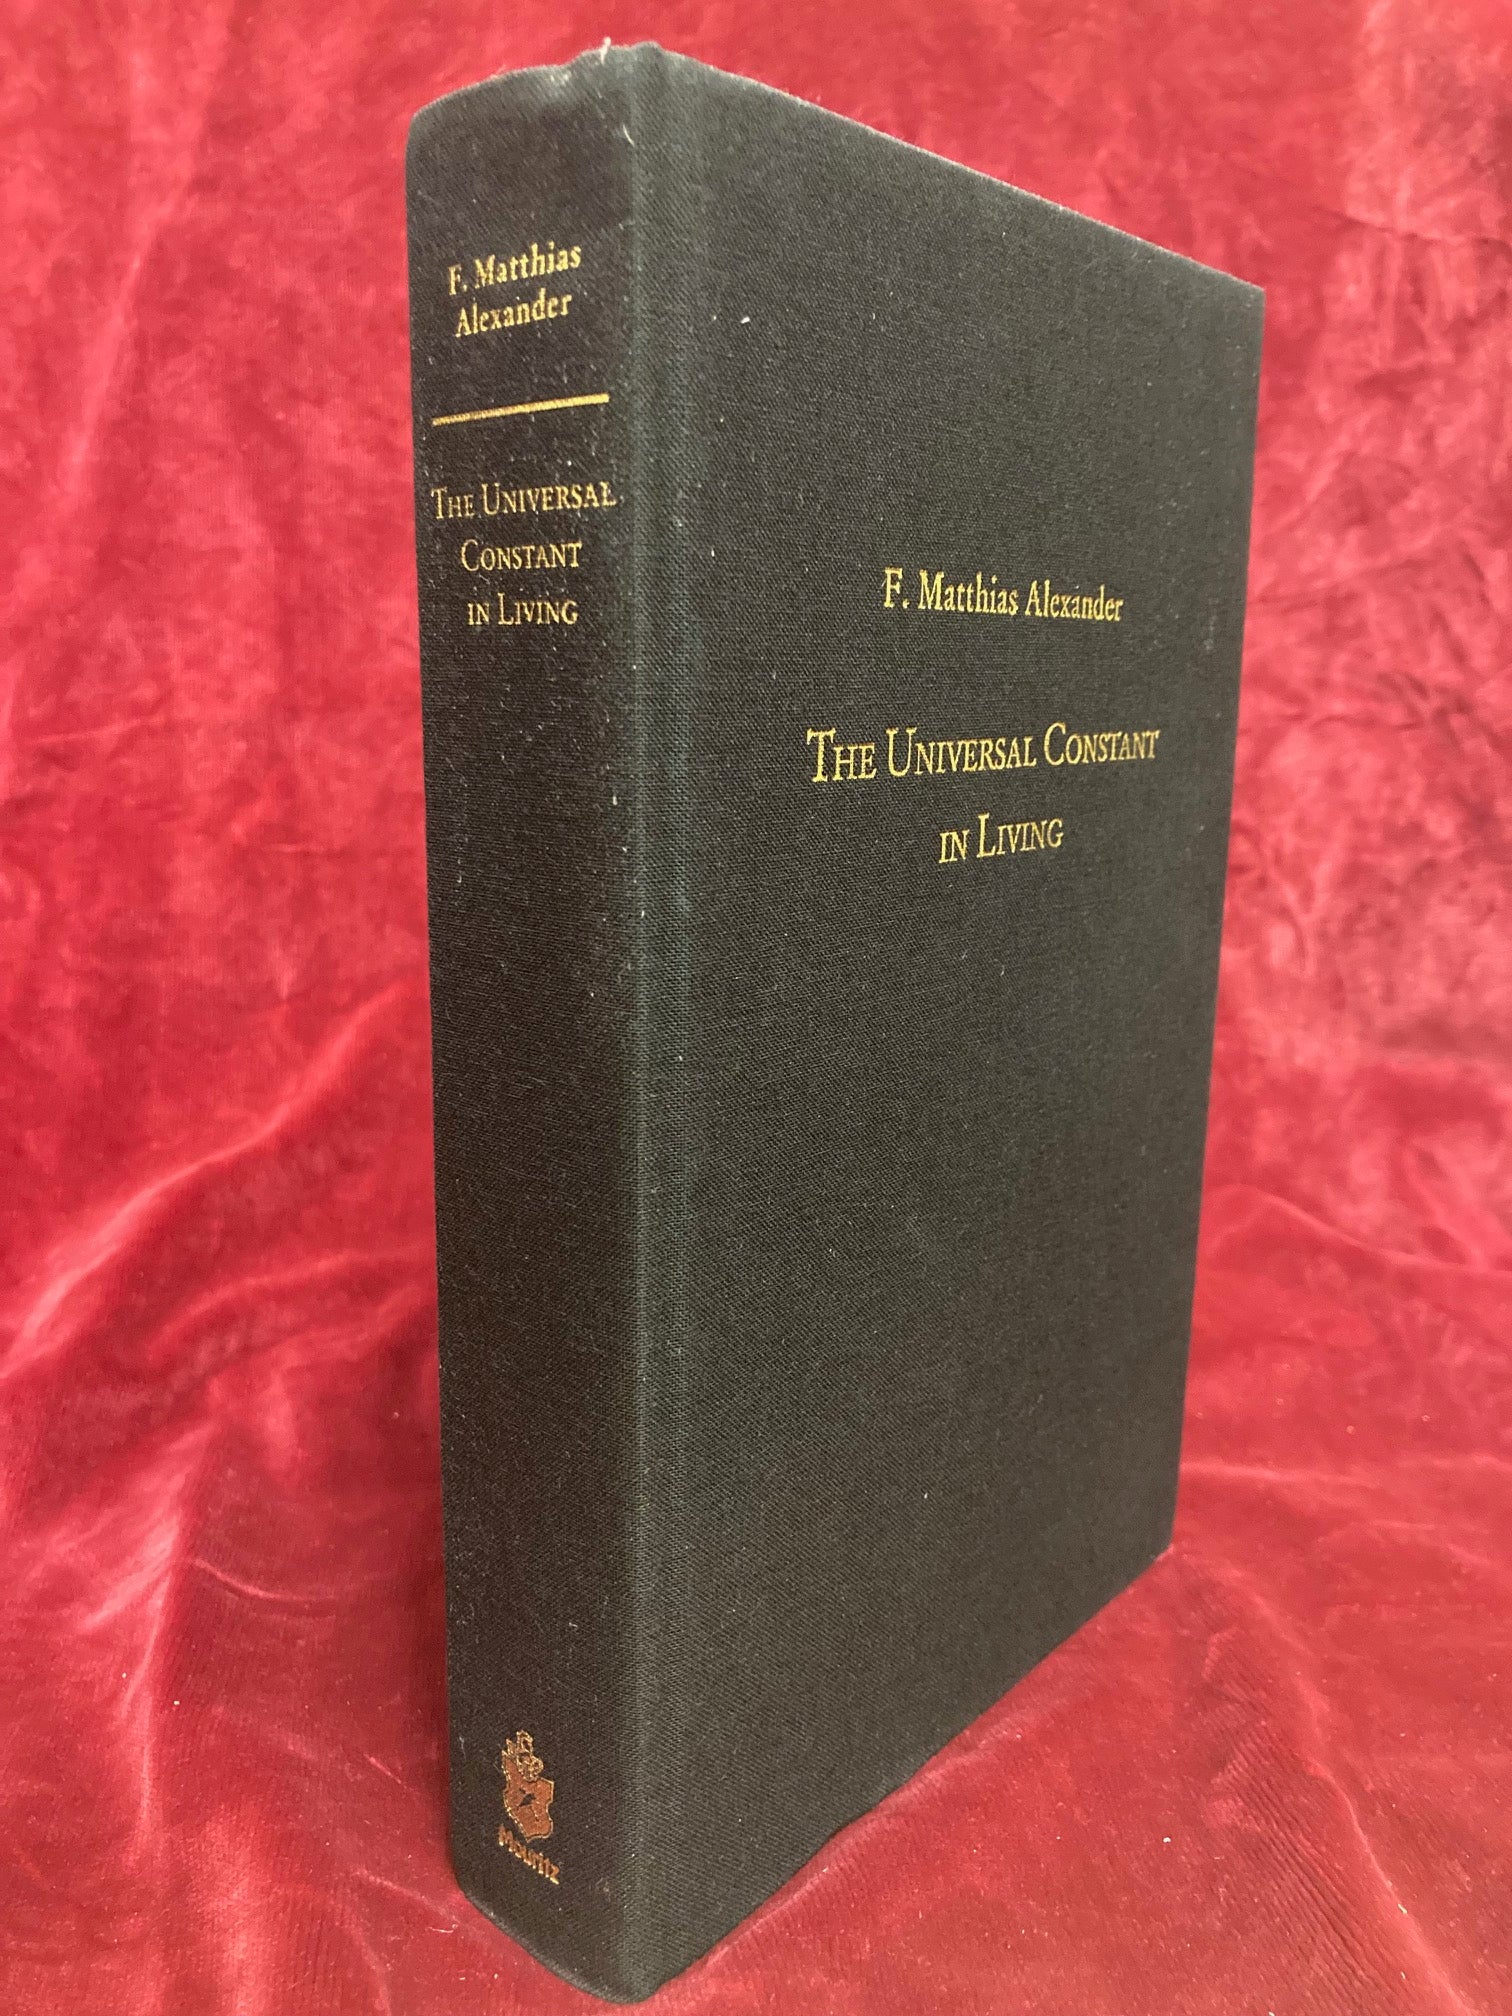 F. Matthias
Alexander
THE UNIVERSAL
CONSTANT
IN LIVING
Mouritz
F. Matthias Alexander
THE UNIVERSAL CONSTANT
IN LIVING